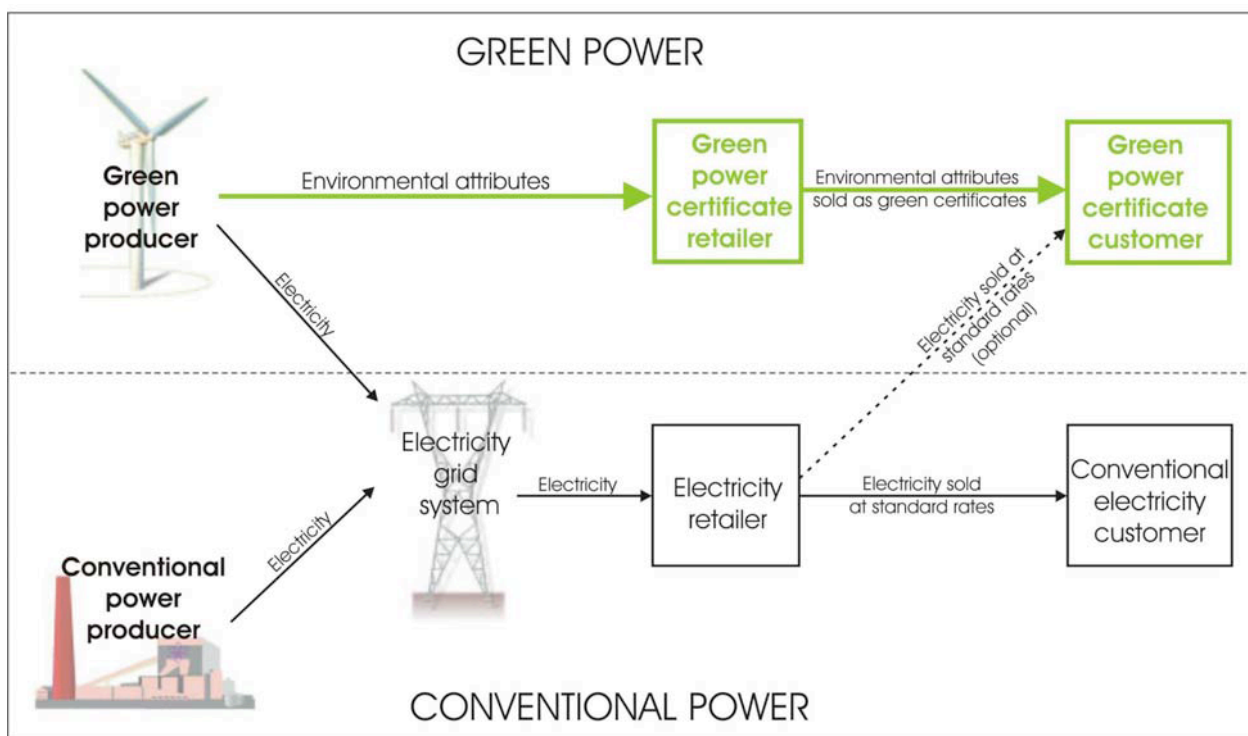 GREEN POWER
Green
power
producer
Environmental attributes
Green
power
certificate
retailer
Environmental attributes
sold as green certificates
Green
power
certificate
customer
Electricity
Electricity sold at
standard rates
(optional)
Electricity
grid
system
Electricity
Electricity
retailer
Electricity sold
at standard rates
Conventional
electricity
customer
Electricity
Conventional
power
producer
CONVENTIONAL POWER